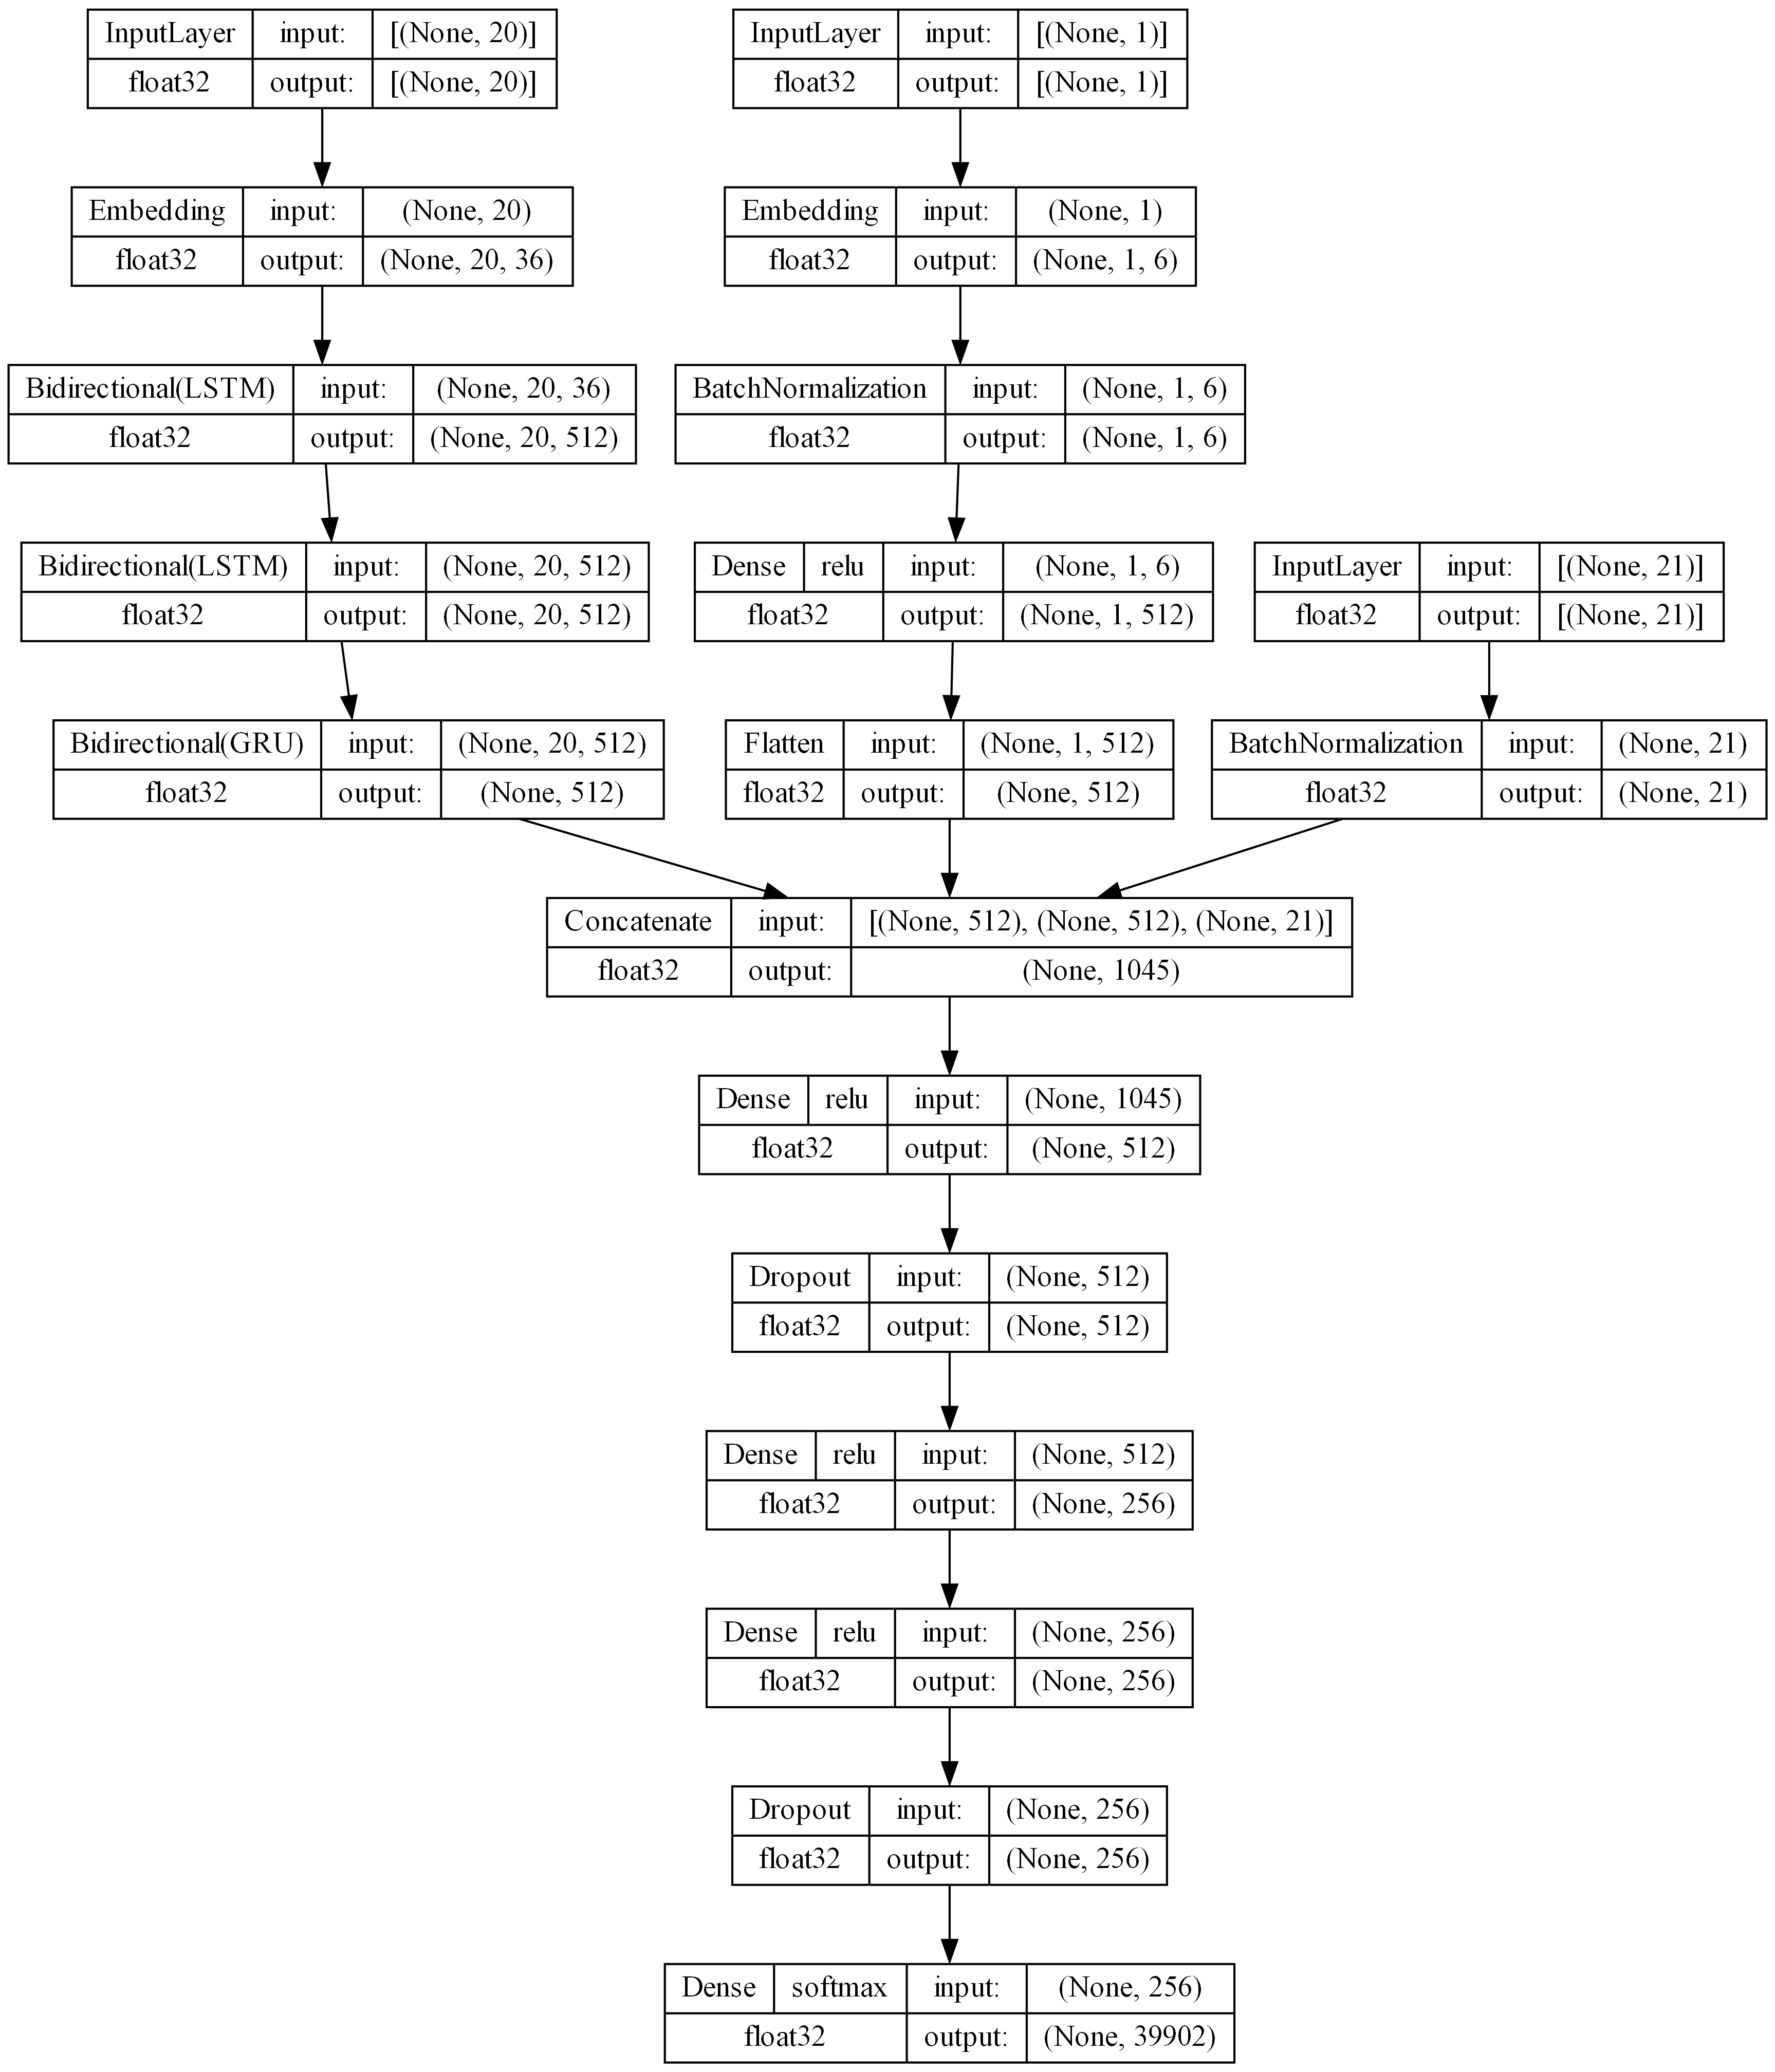 InputLayer input: [(None, 20)]
float32 output: [(None, 20)]
InputLayer input: [(None, 1)]
float32 output: [(None, 1)]
Embedding input: (None, 20)
float32 output: (None, 20, 36)
Embedding input: (None, 1)
float32 output: (None, 1, 6)
Bidirectional(LSTM) input: (None, 20, 36)
float32 output: (None, 20, 512)
BatchNormalization input: (None, 1, 6)
float32 output: (None, 1, 6)
Bidirectional(LSTM) input: (None, 20, 512)
float32 output: (None, 20, 512)
Dense relu input: (None, 1, 6)
float32 output: (None, 1, 512)
InputLayer input: [(None, 21)]
float32 output: [(None, 21)]
Bidirectional(GRU) input: (None, 20, 512)
float32 output: (None, 512)
Flatten input: (None, 1, 512)
float32 output: (None, 512)
BatchNormalization input: (None, 21)
float32 output: (None, 21)
Concatenate input: [(None, 512), (None, 512), (None, 21)]
float32 output: (None, 1045)
Dense relu input: (None, 1045)
float32 output: (None, 512)
Dropout input: (None, 512)
float32 output: (None, 512)
Dense relu input: (None, 512)
float32 output: (None, 256)
Dense relu input: (None, 256)
float32 output: (None, 256)
Dropout input: (None, 256)
float32 output: (None, 256)
Dense softmax input: (None, 256)
float32 output: (None, 39902)